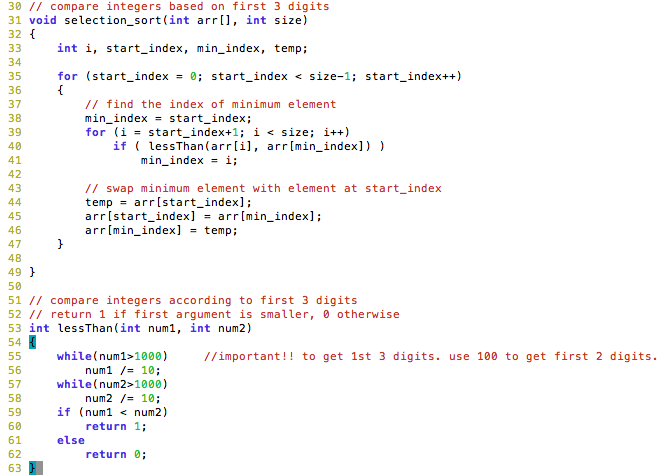 30 // compare integers based on first 3 digits
31 void selection_sort(int arr[], int size)
32 {
33     int i, start_index, min_index, temp;
34
35     for (start_index = 0; start_index < size-1; start_index++)
36     {
37         // find the index of minimum element
38         min_index = start_index;
39         for (i = start_index+1; i < size; i++)
40             if ( lessThan(arr[i], arr[min_index]) )
41                 min_index = i;
42
43         // swap minimum element with element at start_index
44         temp = arr[start_index];
45         arr[start_index] = arr[min_index];
46         arr[min_index] = temp;
47     }
48
49 }
50
51 // compare integers according to first 3 digits
52 // return 1 if first argument is smaller, 0 otherwise
53 int lessThan(int num1, int num2)
54 {
55     while(num1>1000)     //important!! to get 1st 3 digits. use 100 to get first 2 digits.
56         num1 /= 10;
57     while(num2>1000)
58         num2 /= 10;
59     if (num1 < num2)
60         return 1;
61     else
62         return 0;
63 }